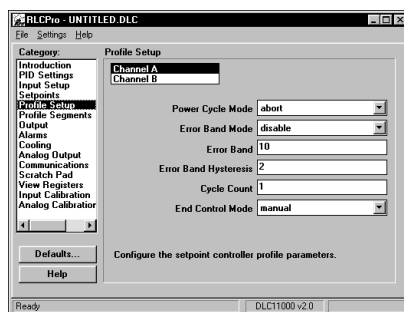 RLCPro - UNTITLED.DLC
File Settings Help
Category:
Introduction
PID Settings
Input Setup
Setpoints
Profile Setup
Profile Segments
Output
Alarms
Cooling
Analog Output
Communications
Scratch Pad
View Registers
Input Calibration
Analog Calibration
Defaults...
Help
Profile Setup
Channel A
Channel B
Power Cycle Mode abort
Error Band Mode disable
Error Band 10
Error Band Hysteresis 2
Cycle Count 1
End Control Mode manual
Configure the setpoint controller profile parameters.
Ready DLC11000 v2.0